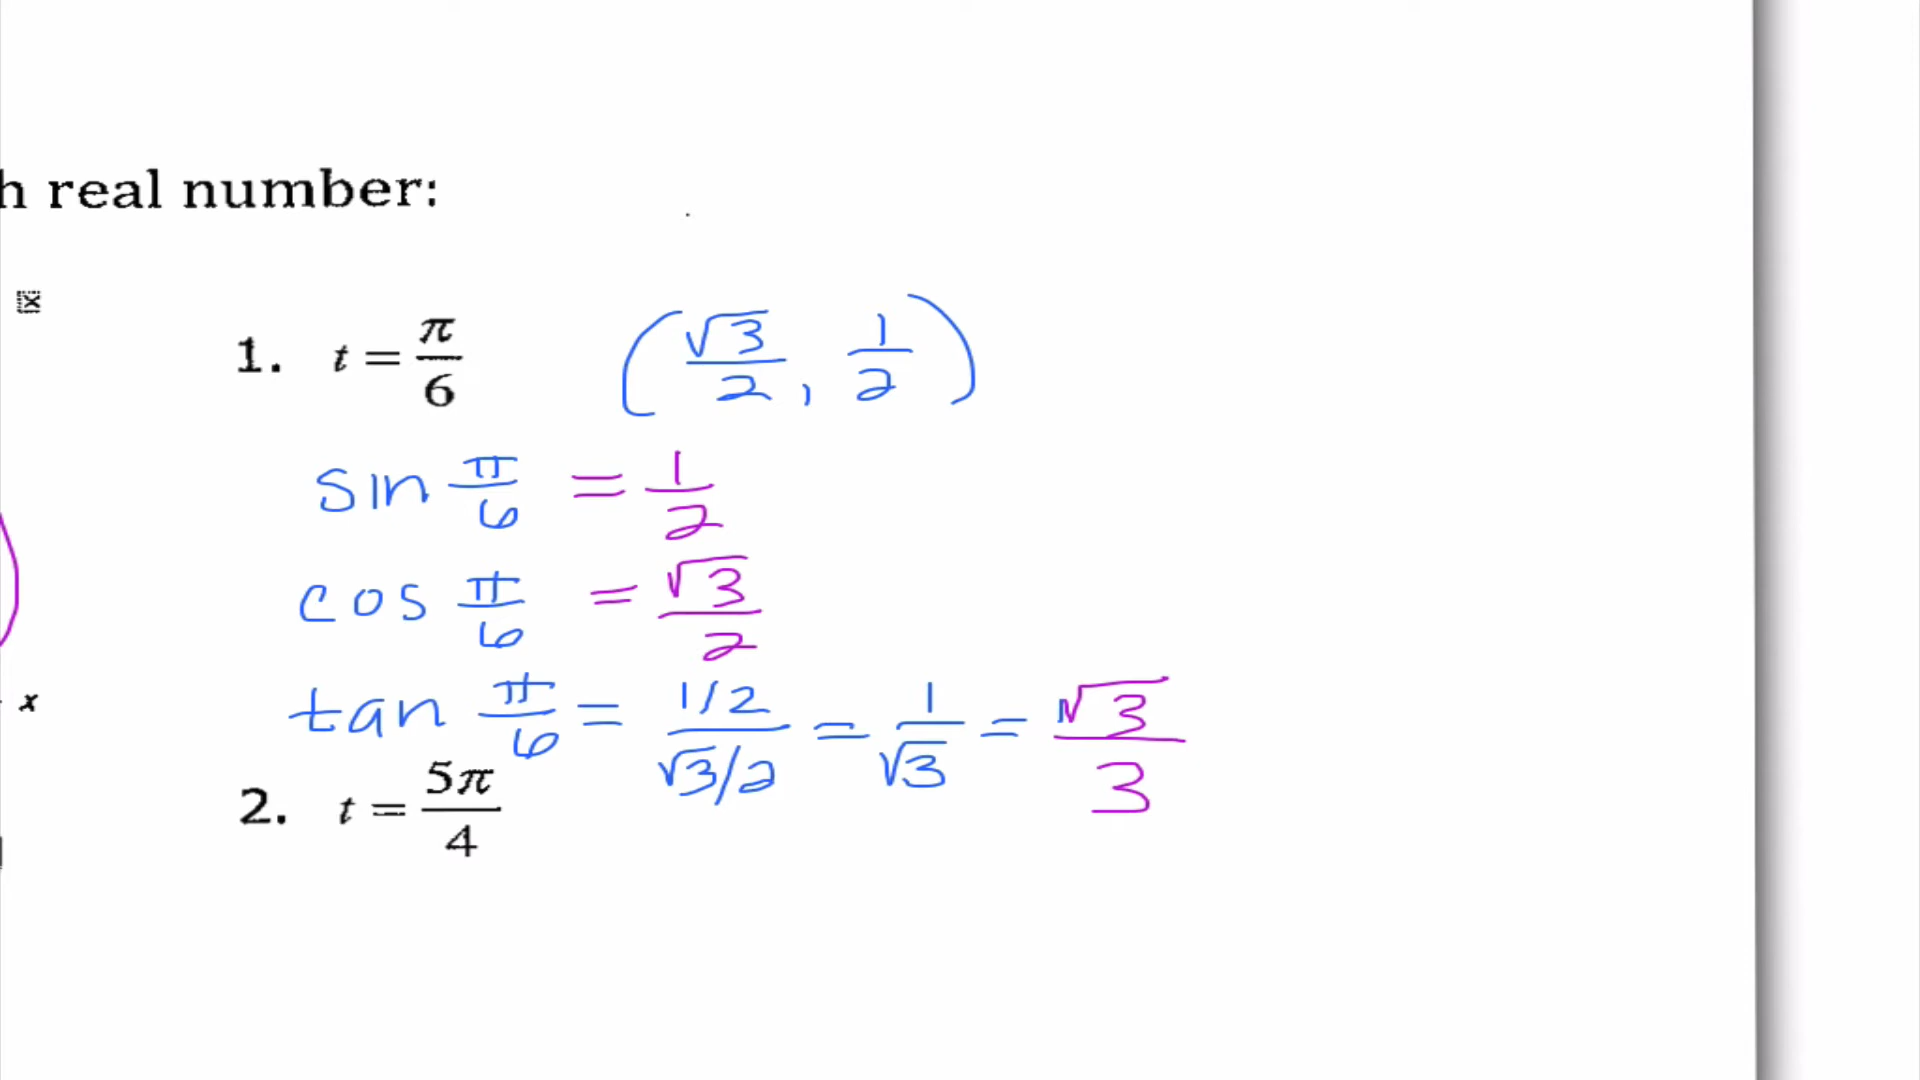 h real number:
1. t = π/6 (√3/2, 1/2)
sin π/6 = 1/2
cos π/6 = √3/2
x
tan π/6 = (1/2)/(√3/2) = 1/√3 = √3/3
2. t = 5π/4